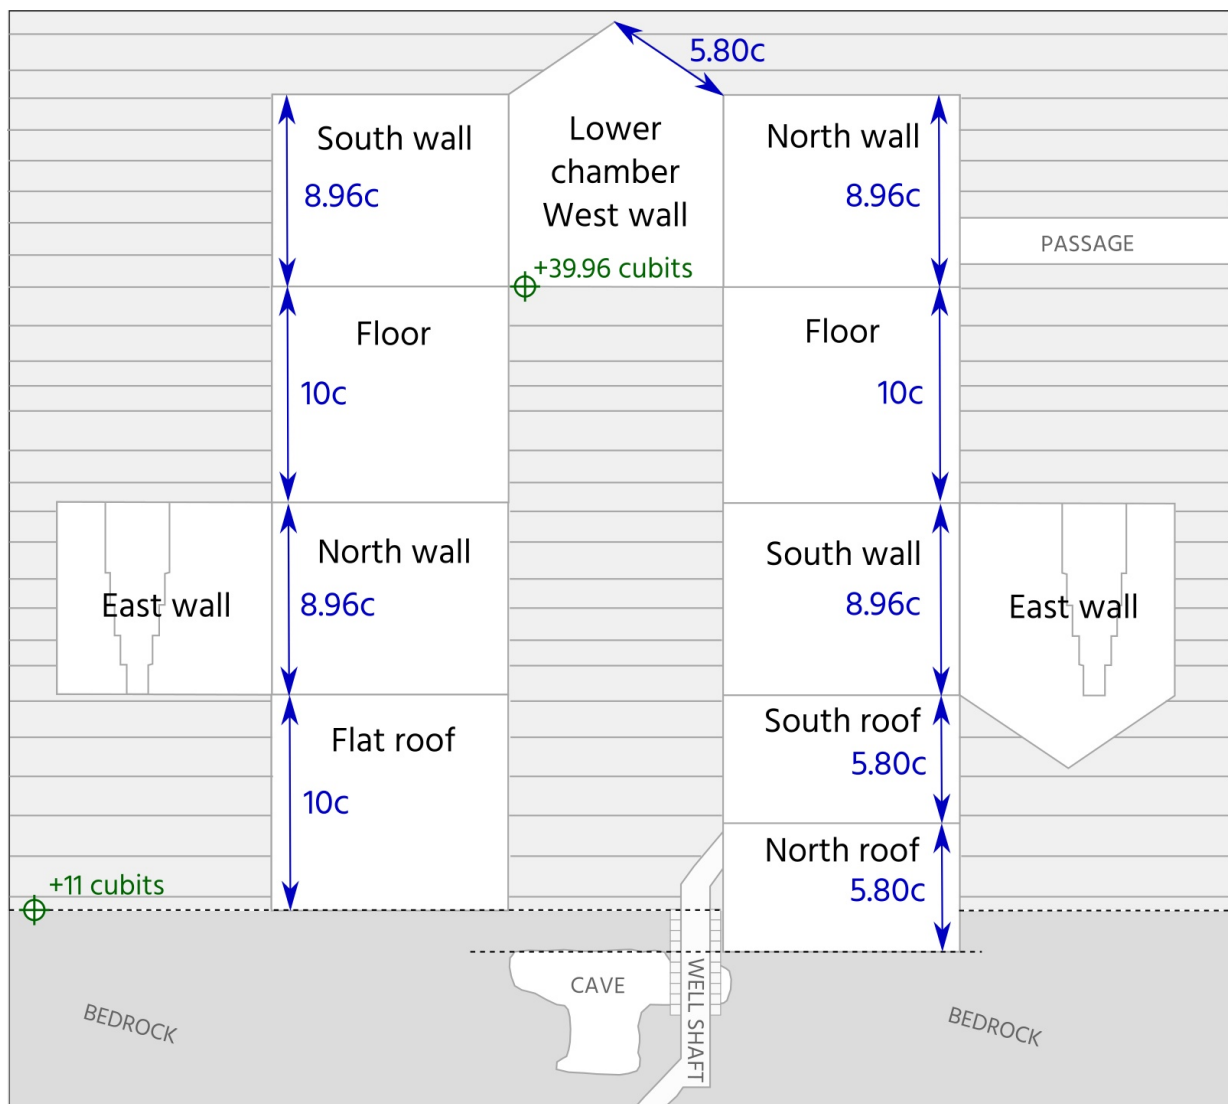 5.80c
South wall
8.96c
Lower
chamber
West wall
North wall
8.96c
PASSAGE
+39.96 cubits
Floor
10c
Floor
10c
North wall
8.96c
East wall
South wall
8.96c
East wall
Flat roof
10c
South roof
5.80c
North roof
5.80c
+11 cubits
CAVE
WELL SHAFT
BEDROCK
BEDROCK